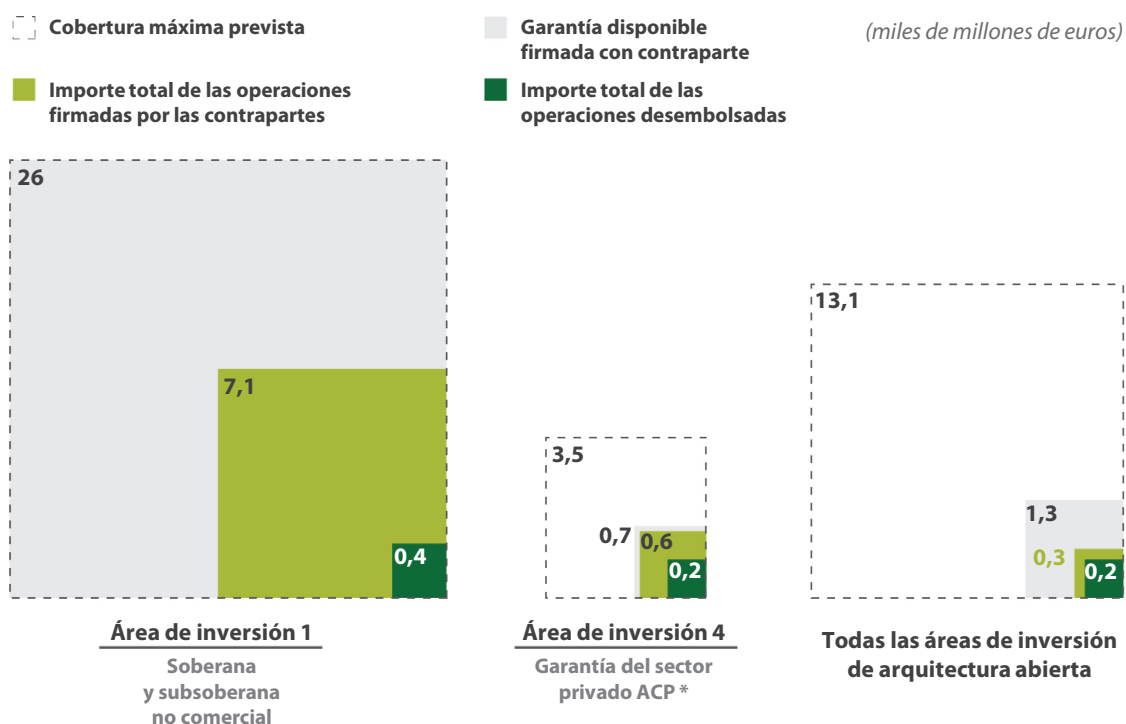 Cobertura máxima prevista
Garantía disponible
firmada con contraparte
(miles de millones de euros)
Importe total de las operaciones
firmadas por las contrapartes
Importe total de las
operaciones desembolsadas
26
7,1
0,4
3,5
0,7
0,6
0,2
13,1
1,3
0,3
0,2
Área de inversión 1
Soberana
y subsoberana
no comercial
Área de inversión 4
Garantía del sector
privado ACP *
Todas las áreas de inversión
de arquitectura abierta